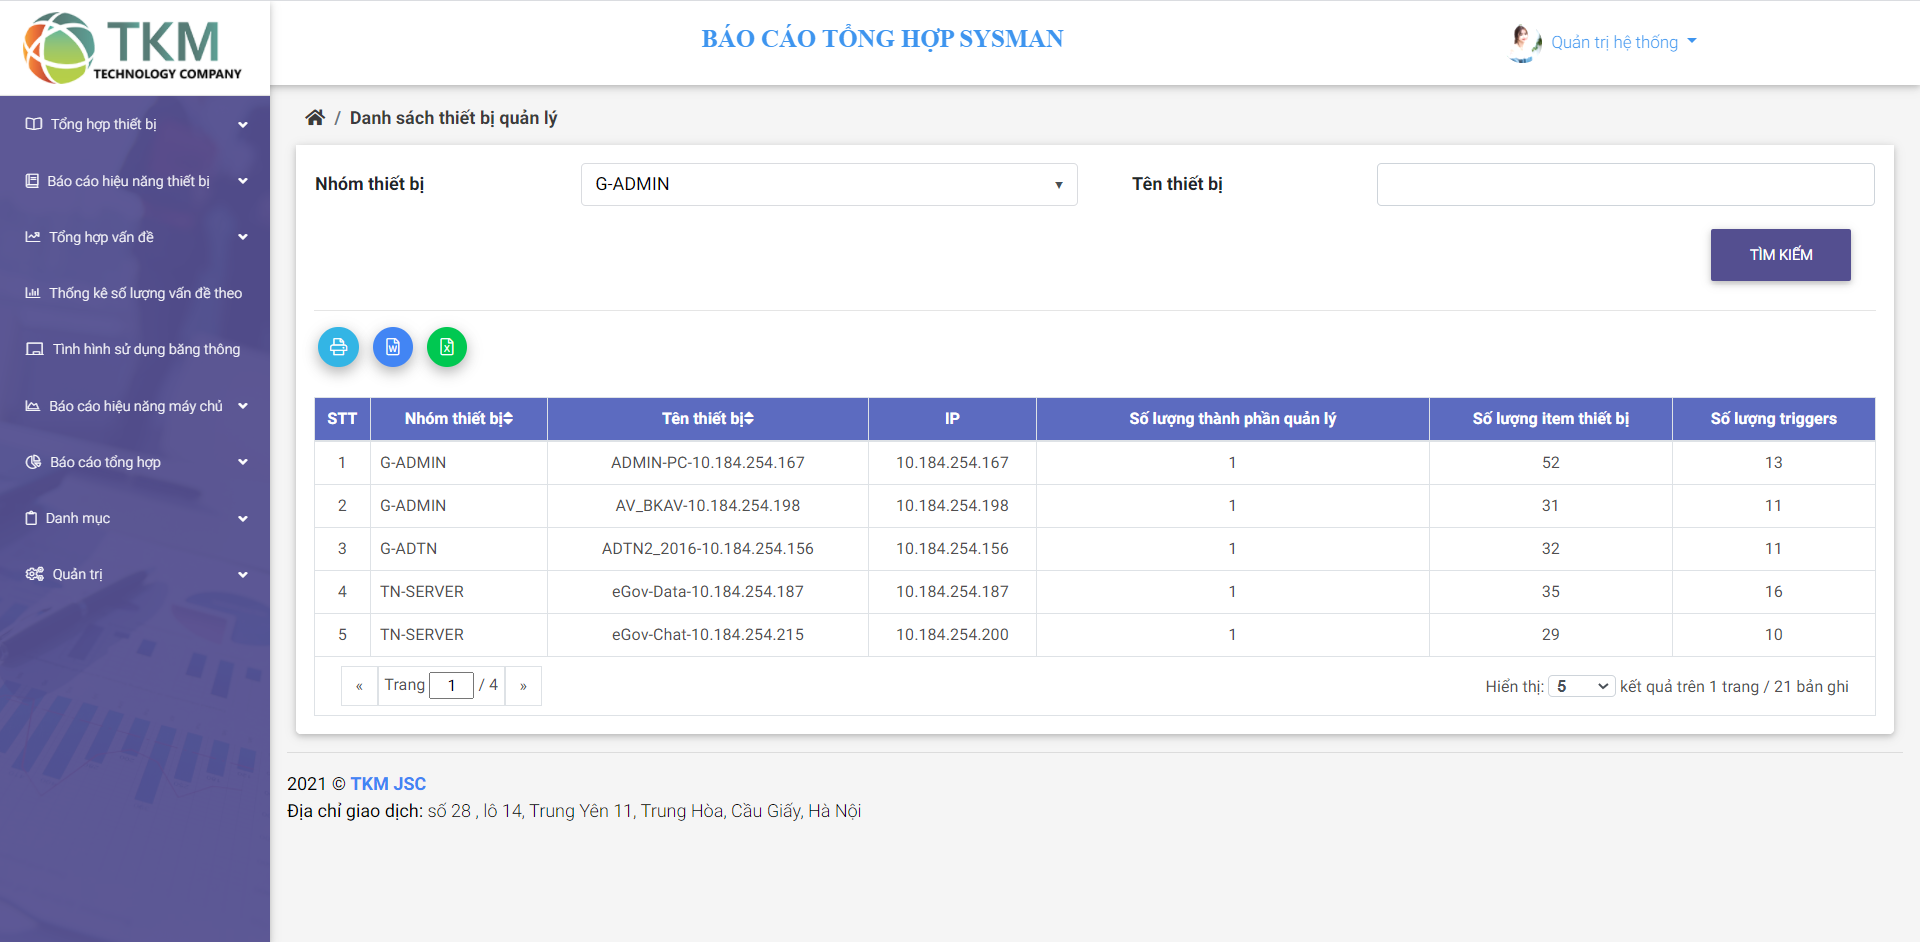 TKM
TECHNOLOGY COMPANY
BÁO CÁO TỔNG HỢP SYSMAN
Quản trị hệ thống
Tổng hợp thiết bị
Báo cáo hiệu năng thiết bị
Tổng hợp vấn đề
Thống kê số lượng vấn đề theo
Tình hình sử dụng băng thông
Báo cáo hiệu năng máy chủ
Báo cáo tổng hợp
Danh mục
Quản trị
/ Danh sách thiết bị quản lý
Nhóm thiết bị G-ADMIN Tên thiết bị
TÌM KIẾM
STT Nhóm thiết bị Tên thiết bị IP Số lượng thành phần quản lý Số lượng item thiết bị Số lượng triggers
1 G-ADMIN ADMIN-PC-10.184.254.167 10.184.254.167 1 52 13
2 G-ADMIN AV_BKAV-10.184.254.198 10.184.254.198 1 31 11
3 G-ADTN ADTN2_2016-10.184.254.156 10.184.254.156 1 32 11
4 TN-SERVER eGov-Data-10.184.254.187 10.184.254.187 1 35 16
5 TN-SERVER eGov-Chat-10.184.254.215 10.184.254.200 1 29 10
« Trang 1 / 4 » Hiển thị: 5 kết quả trên 1 trang / 21 bản ghi
2021 © TKM JSC
Địa chỉ giao dịch: số 28 , lô 14, Trung Yên 11, Trung Hòa, Cầu Giấy, Hà Nội